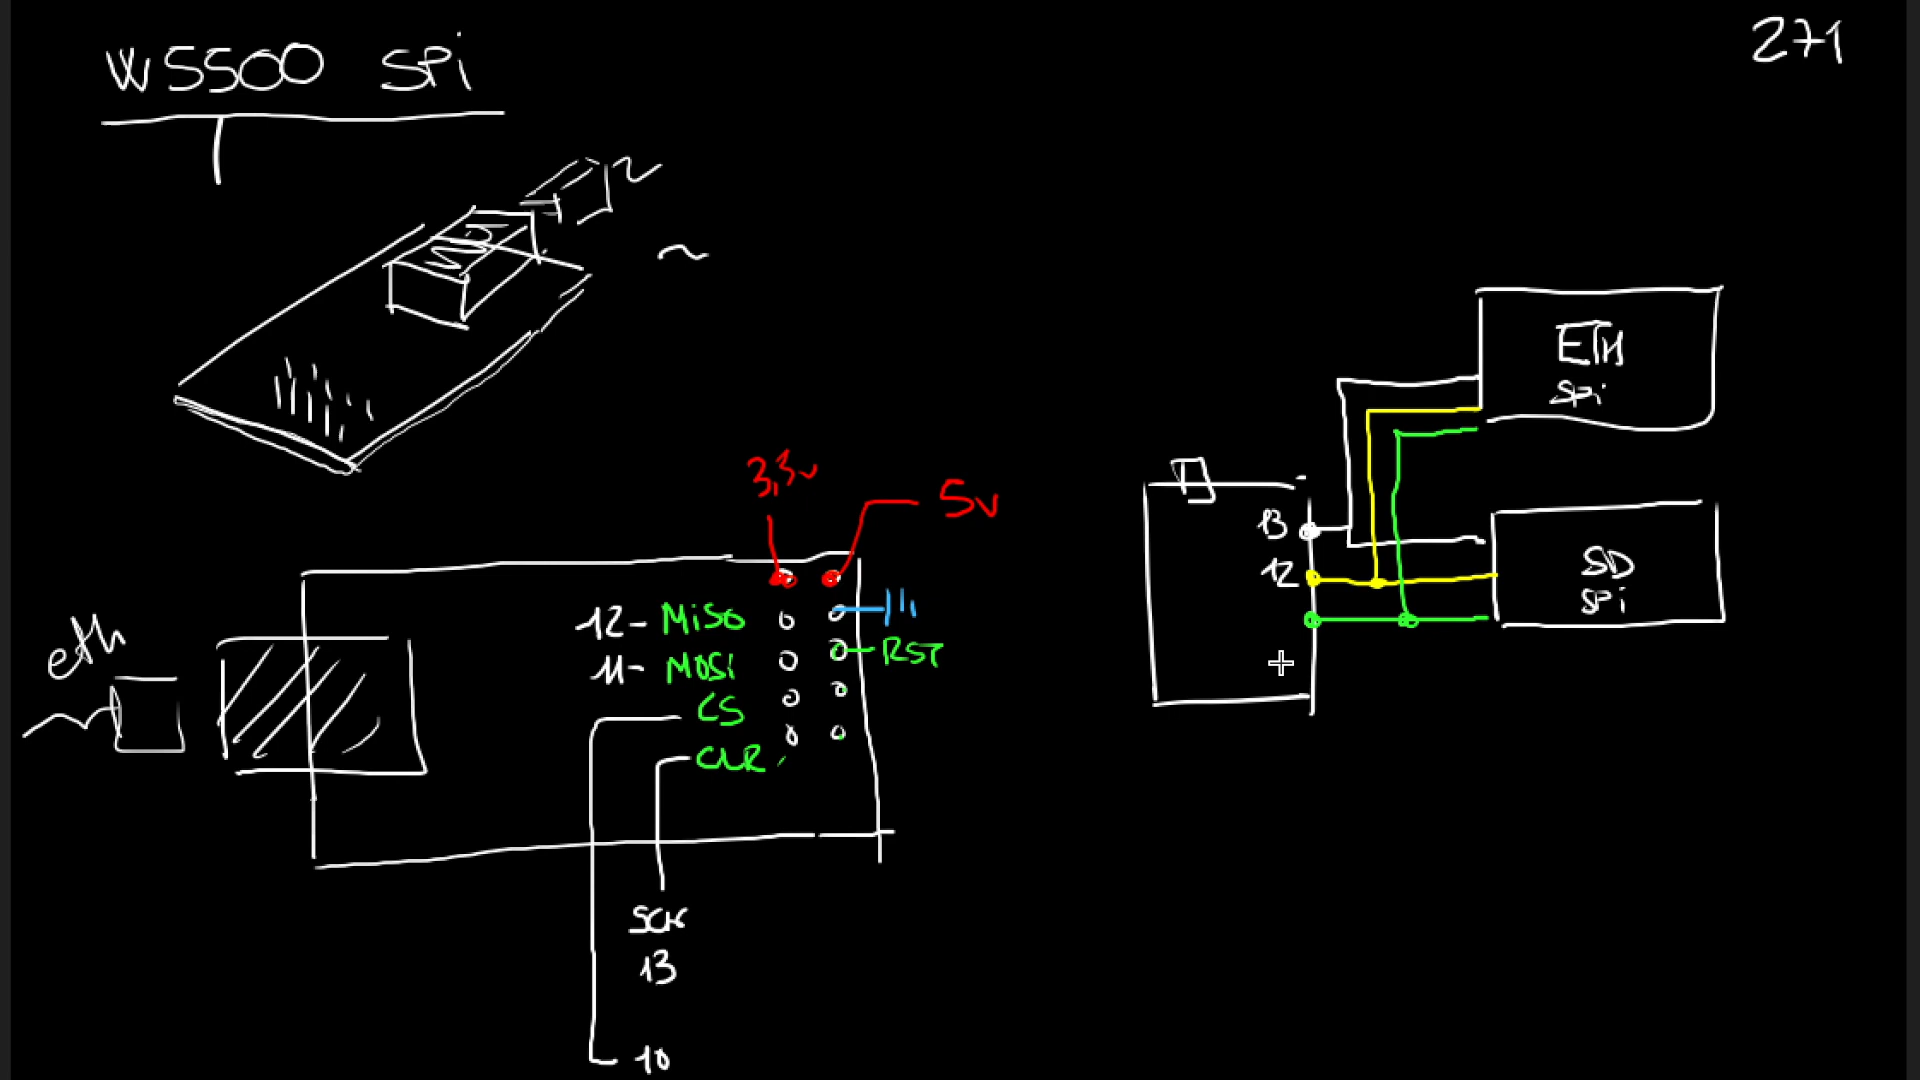 W5500 SPi
271
ETH
SPi
3,3v
5v
13
12
SD
SPi
12- MiSO
11- MOSi
RST
eth
CS
CLR
SCK
13
10